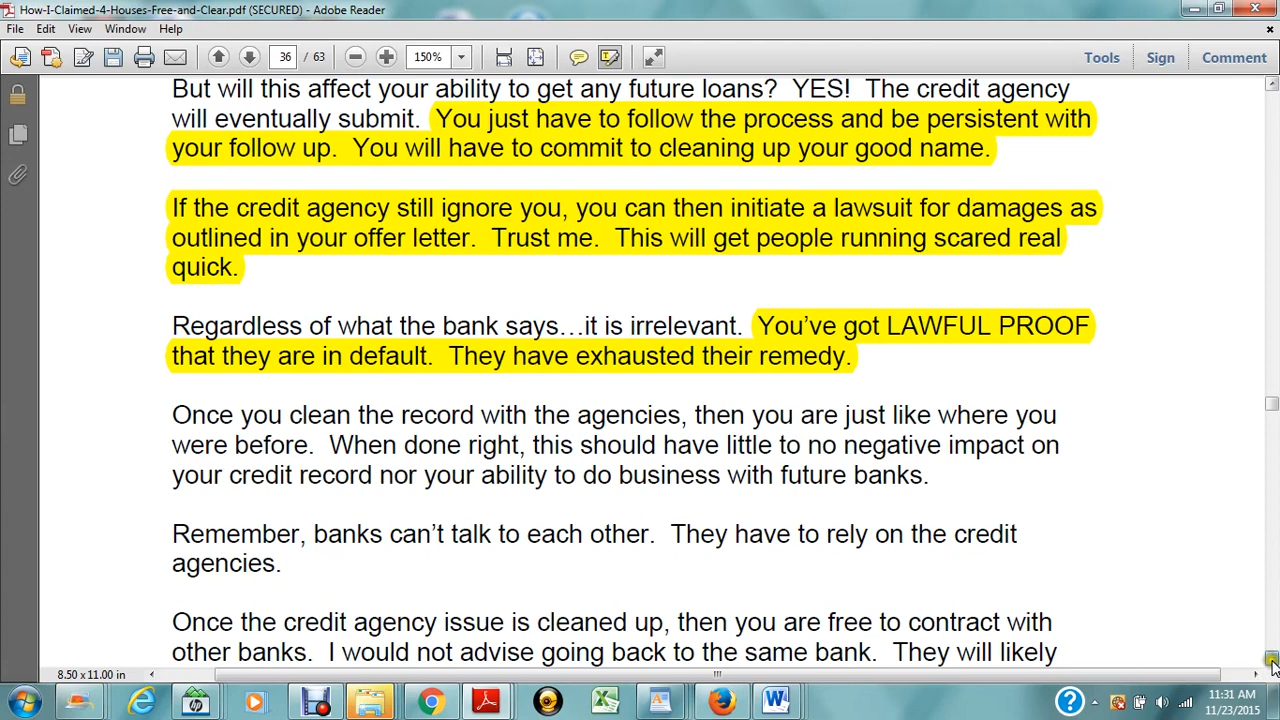 How-I-Claimed-4-Houses-Free-and-Clear.pdf (SECURED) - Adobe Reader
File Edit View Window Help
36 / 63 150% Tools Sign Comment
But will this affect your ability to get any future loans? YES! The credit agency
will eventually submit. You just have to follow the process and be persistent with
your follow up. You will have to commit to cleaning up your good name.
If the credit agency still ignore you, you can then initiate a lawsuit for damages as
outlined in your offer letter. Trust me. This will get people running scared real
quick.
Regardless of what the bank says…it is irrelevant. You’ve got LAWFUL PROOF
that they are in default. They have exhausted their remedy.
Once you clean the record with the agencies, then you are just like where you
were before. When done right, this should have little to no negative impact on
your credit record nor your ability to do business with future banks.
Remember, banks can’t talk to each other. They have to rely on the credit
agencies.
Once the credit agency issue is cleaned up, then you are free to contract with
other banks. I would not advise going back to the same bank. They will likely
8.50 x 11.00 in
11:31 AM
11/23/2015